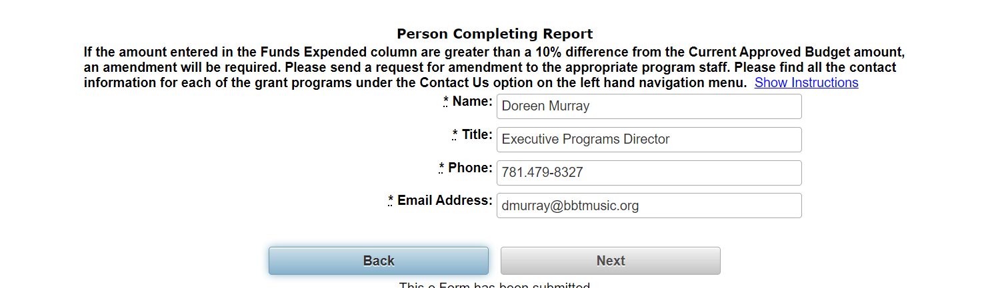 Person Completing Report
If the amount entered in the Funds Expended column are greater than a 10% difference from the Current Approved Budget amount,
an amendment will be required. Please send a request for amendment to the appropriate program staff. Please find all the contact
information for each of the grant programs under the Contact Us option on the left hand navigation menu. Show Instructions
* Name: Doreen Murray
* Title: Executive Programs Director
* Phone: 781.479-8327
* Email Address: dmurray@bbtmusic.org
Back Next
This e-Form has been submitted